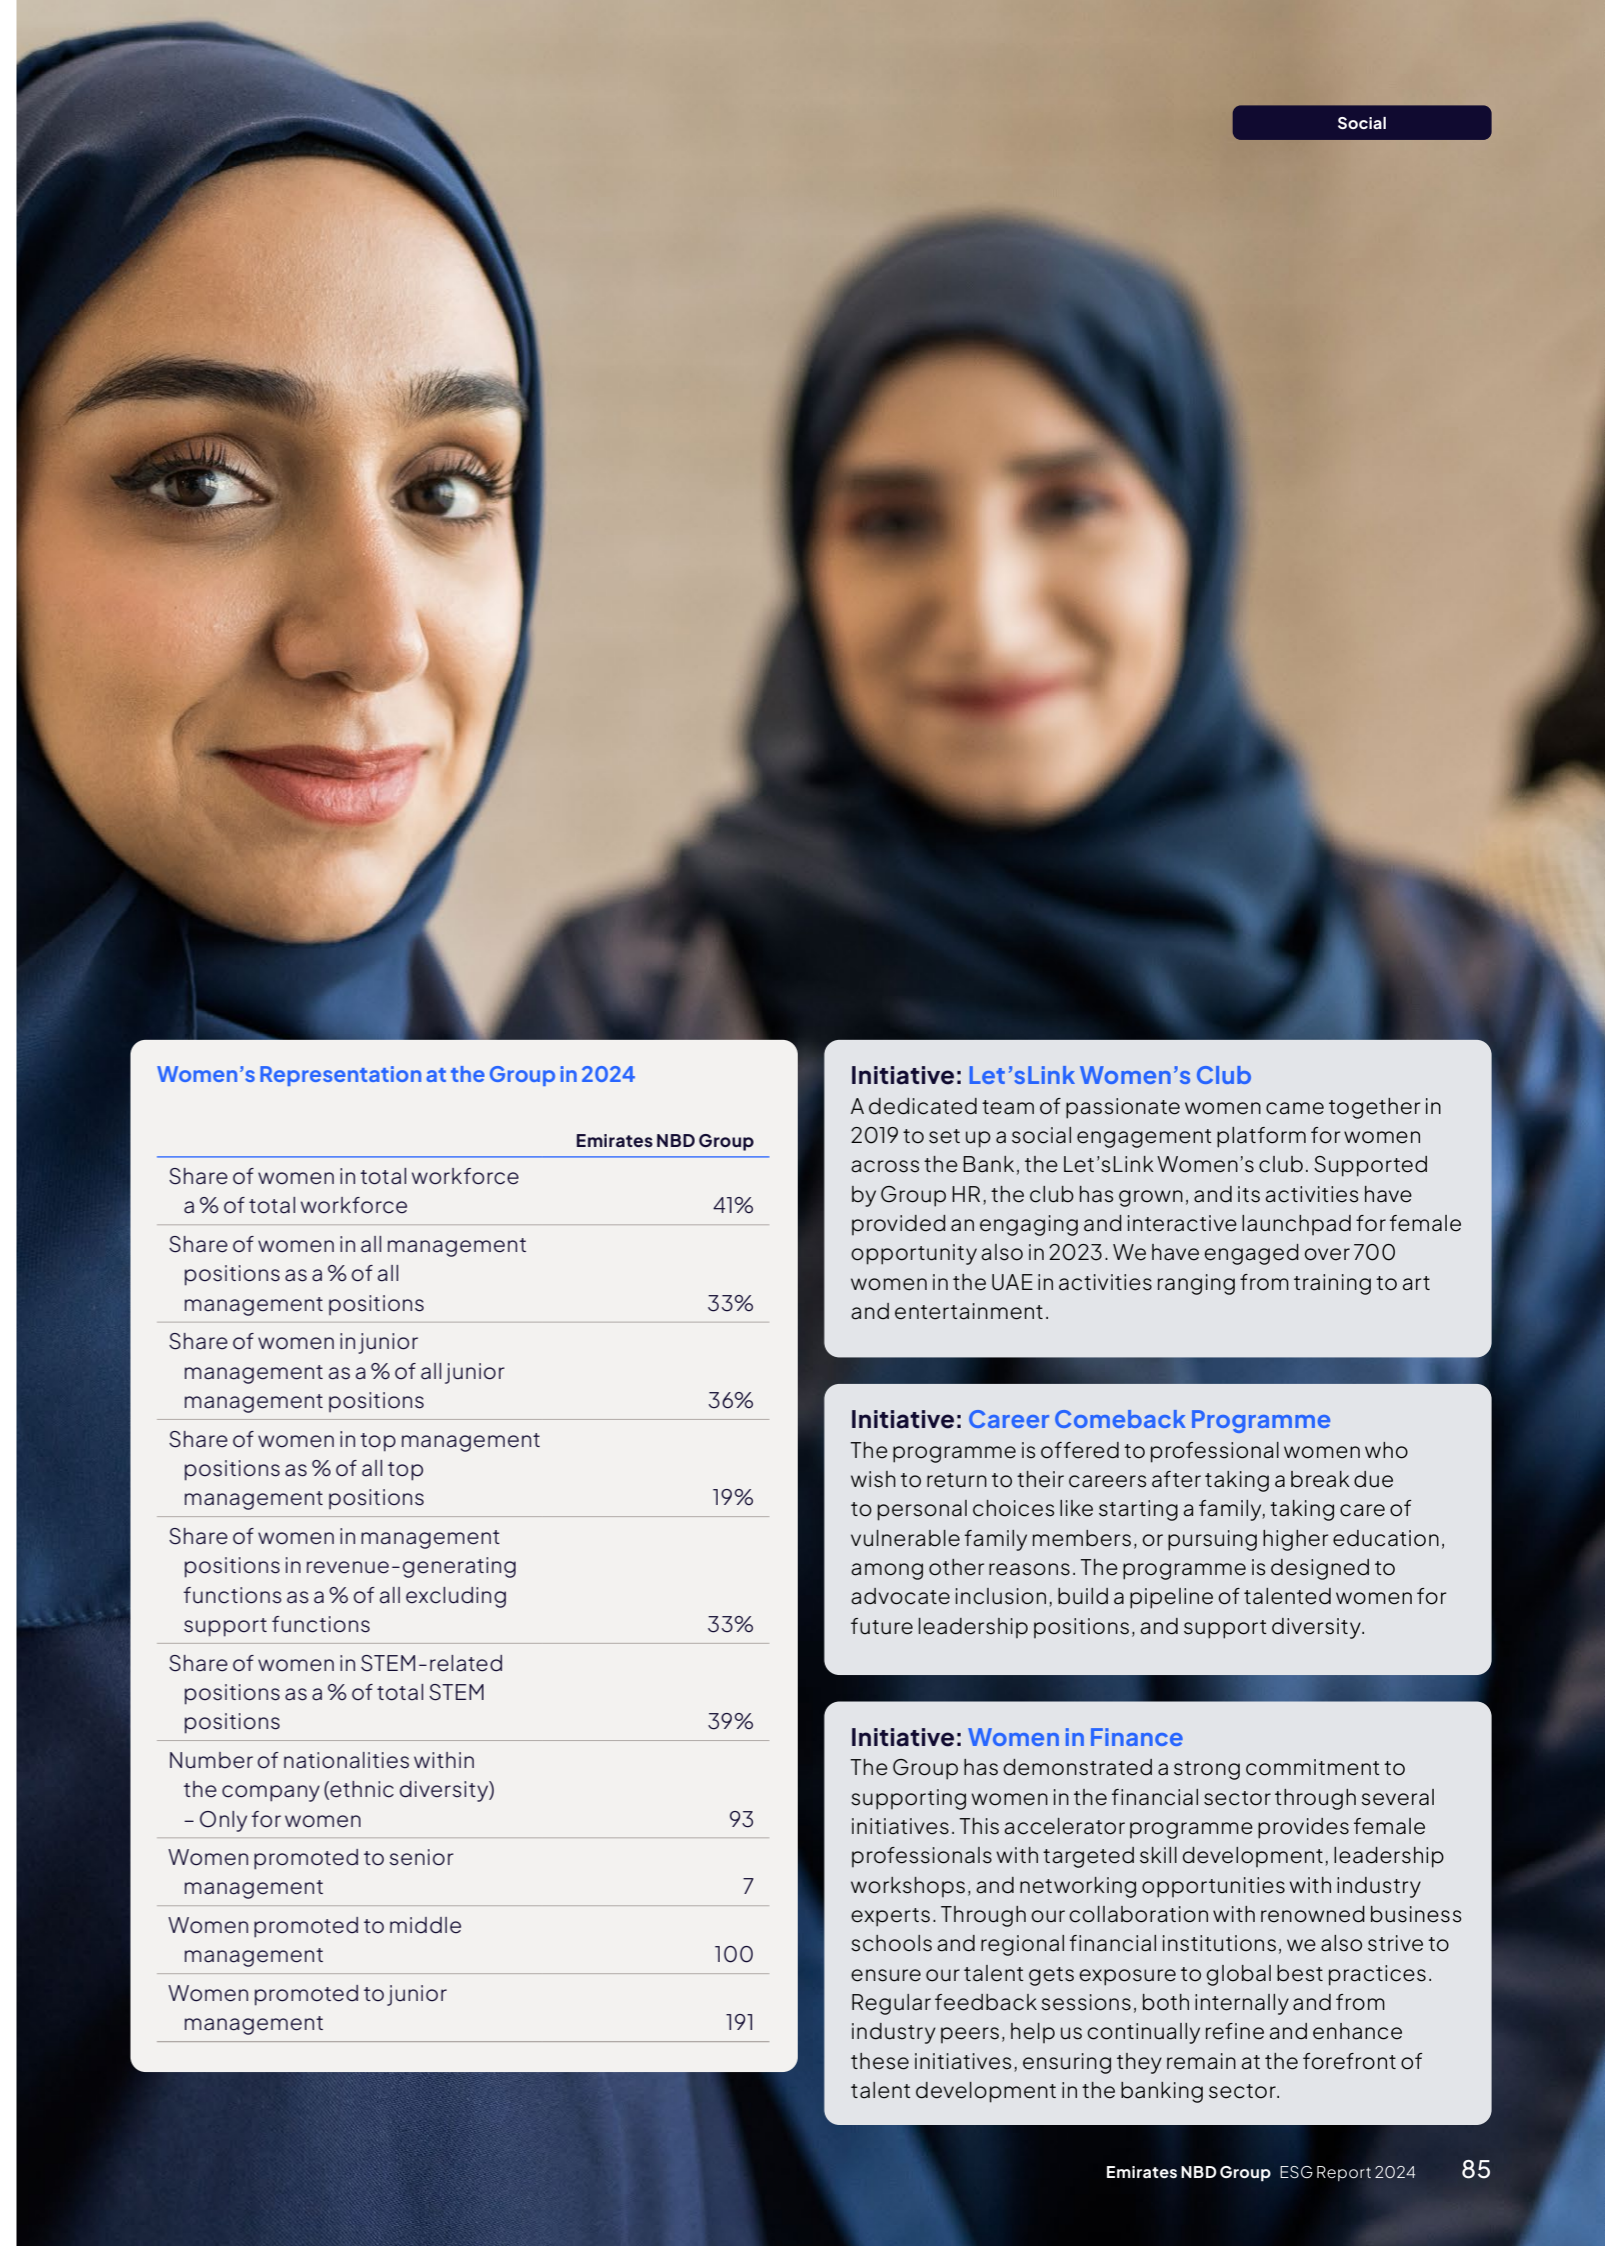 Social
Women's Representation at the Group in 2024
Emirates NBD Group
Share of women in total workforce
a % of total workforce 41%
Share of women in all management
positions as a % of all
management positions 33%
Share of women in junior
management as a % of all junior
management positions 36%
Share of women in top management
positions as % of all top
management positions 19%
Share of women in management
positions in revenue-generating
functions as a % of all excluding
support functions 33%
Share of women in STEM-related
positions as a % of total STEM
positions 39%
Number of nationalities within
the company (ethnic diversity)
– Only for women 93
Women promoted to senior
management 7
Women promoted to middle
management 100
Women promoted to junior
management 191
Initiative: Let'sLink Women's Club
A dedicated team of passionate women came together in
2019 to set up a social engagement platform for women
across the Bank, the Let'sLink Women's club. Supported
by Group HR, the club has grown, and its activities have
provided an engaging and interactive launchpad for female
opportunity also in 2023. We have engaged over 700
women in the UAE in activities ranging from training to art
and entertainment.
Initiative: Career Comeback Programme
The programme is offered to professional women who
wish to return to their careers after taking a break due
to personal choices like starting a family, taking care of
vulnerable family members, or pursuing higher education,
among other reasons. The programme is designed to
advocate inclusion, build a pipeline of talented women for
future leadership positions, and support diversity.
Initiative: Women in Finance
The Group has demonstrated a strong commitment to
supporting women in the financial sector through several
initiatives. This accelerator programme provides female
professionals with targeted skill development, leadership
workshops, and networking opportunities with industry
experts. Through our collaboration with renowned business
schools and regional financial institutions, we also strive to
ensure our talent gets exposure to global best practices.
Regular feedback sessions, both internally and from
industry peers, help us continually refine and enhance
these initiatives, ensuring they remain at the forefront of
talent development in the banking sector.
Emirates NBD Group ESG Report 2024 85